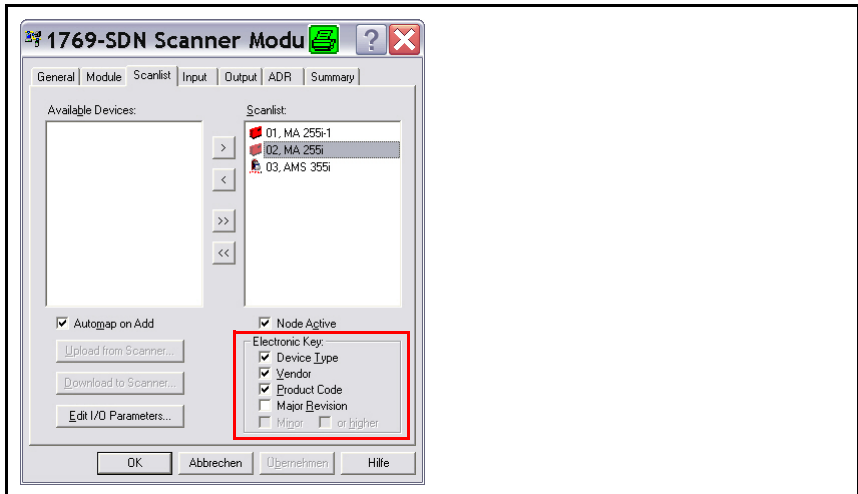 1769-SDN Scanner Modu
General Module Scanlist Input Output ADR Summary
Available Devices:
Scanlist:
01, MA 255i-1
02, MA 255i
03, AMS 355i
>
<
>>
<<
Automap on Add
Node Active
Upload from Scanner...
Download to Scanner...
Edit I/O Parameters...
Electronic Key:
Device Type
Vendor
Product Code
Major Revision
Minor or higher
OK Abbrechen Übernehmen Hilfe